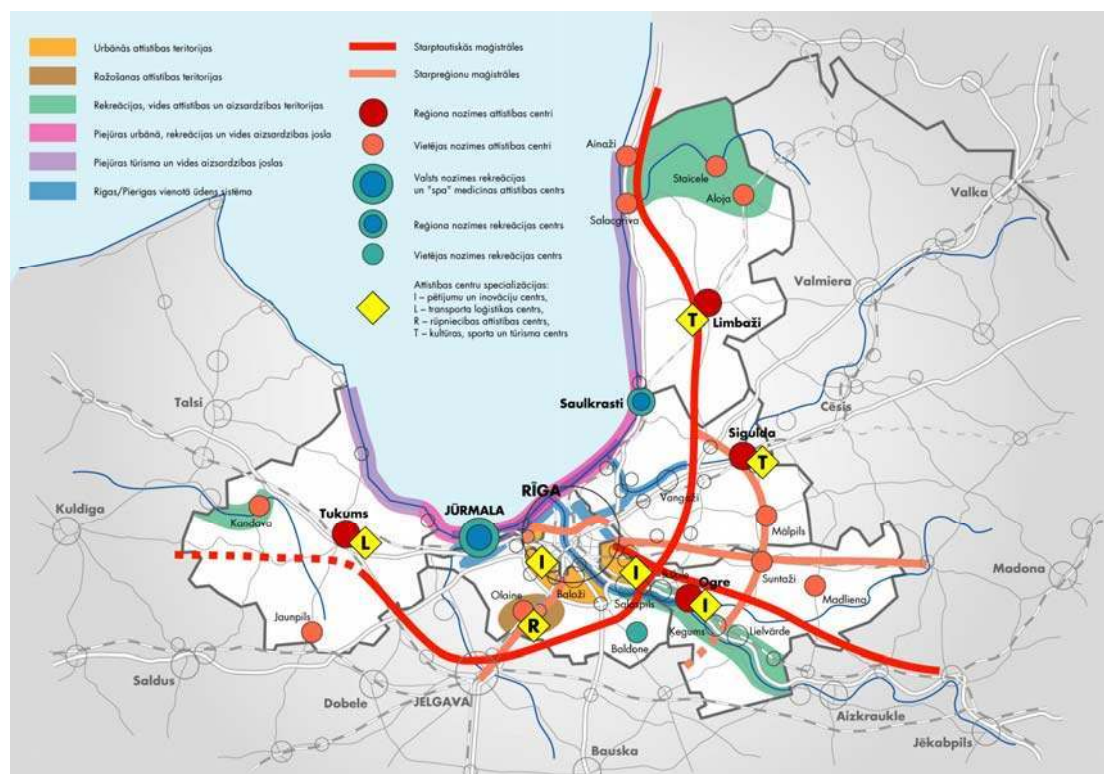 Urbānās attīstības teritorijas
Ražošanas attīstības teritorijas
Rekreācijas, vides attīstības un aizsardzības teritorijas
Piejūras urbānā, rekreācijas un vides aizsardzības josla
Piejūras tūrisma un vides aizsardzības joslas
Rīgas/Pierīgas vienotā ūdens sistēma
Starptautiskās maģistrāles
Starpreģionu maģistrāles
Reģiona nozīmes attīstības centri
Vietējas nozīmes attīstības centri
Valsts nozīmes rekreācijas
un "spa" medicīnas attīstības centrs
Reģiona nozīmes rekreācijas centrs
Vietējas nozīmes rekreācijas centrs
Attīstības centru specializācijas:
I – pētījumu un inovāciju centrs,
L – transporta loģistikas centrs,
R – rūpniecības attīstības centrs,
T – kultūras, sporta un tūrisma centrs
Ainaži
Staicele
Aloja
Salacgrīva
Valka
Valmiera
T
Limbaži
Talsi
Saulkrasti
Cēsis
Sigulda
T
RĪGA
Vangaži
Kuldīga
Kandava
Tukums
L
JŪRMALA
Mālpils
I
I
Suntaži
Madona
Ogre
I
Madliena
Olaine
Baloži
Salaspils
R
Jaunpils
Ķegums
Lielvārde
Baldone
Saldus
Dobele
JELGAVA
Aizkraukle
Jēkabpils
Bauska